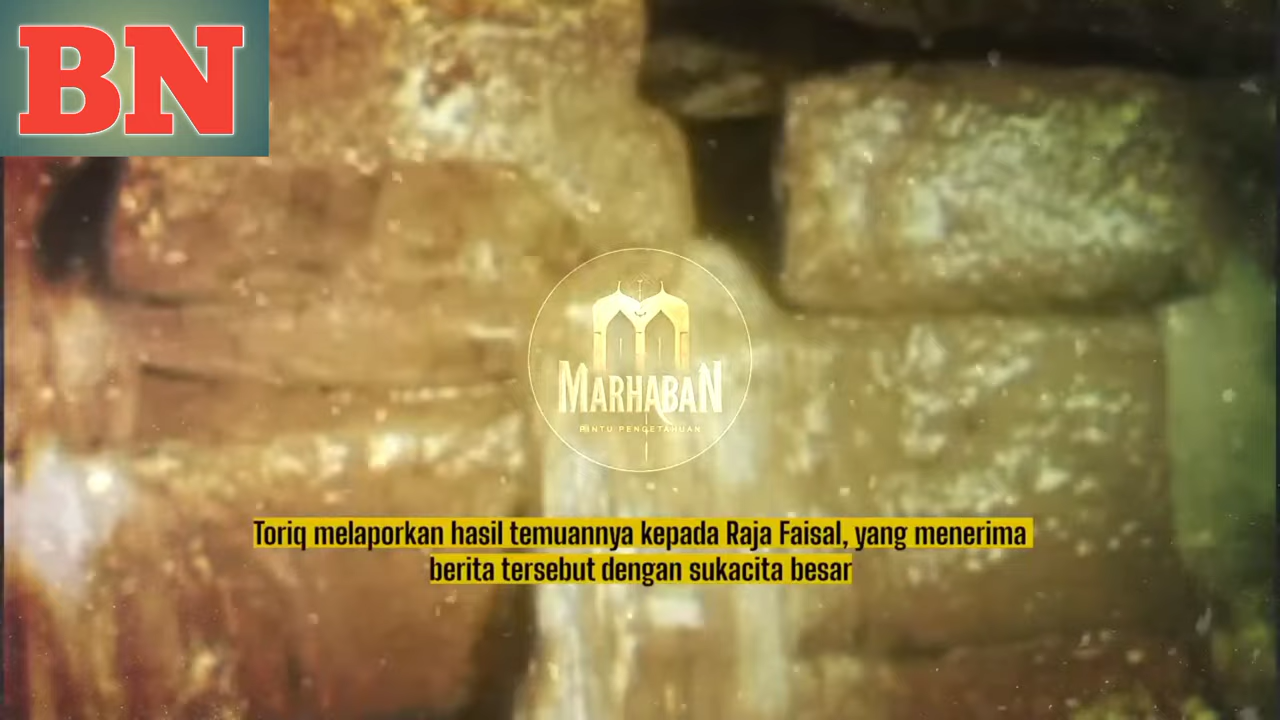 BN
MARHABAN
PINTU PENGETAHUAN
Toriq melaporkan hasil temuannya kepada Raja Faisal, yang menerima
berita tersebut dengan sukacita besar